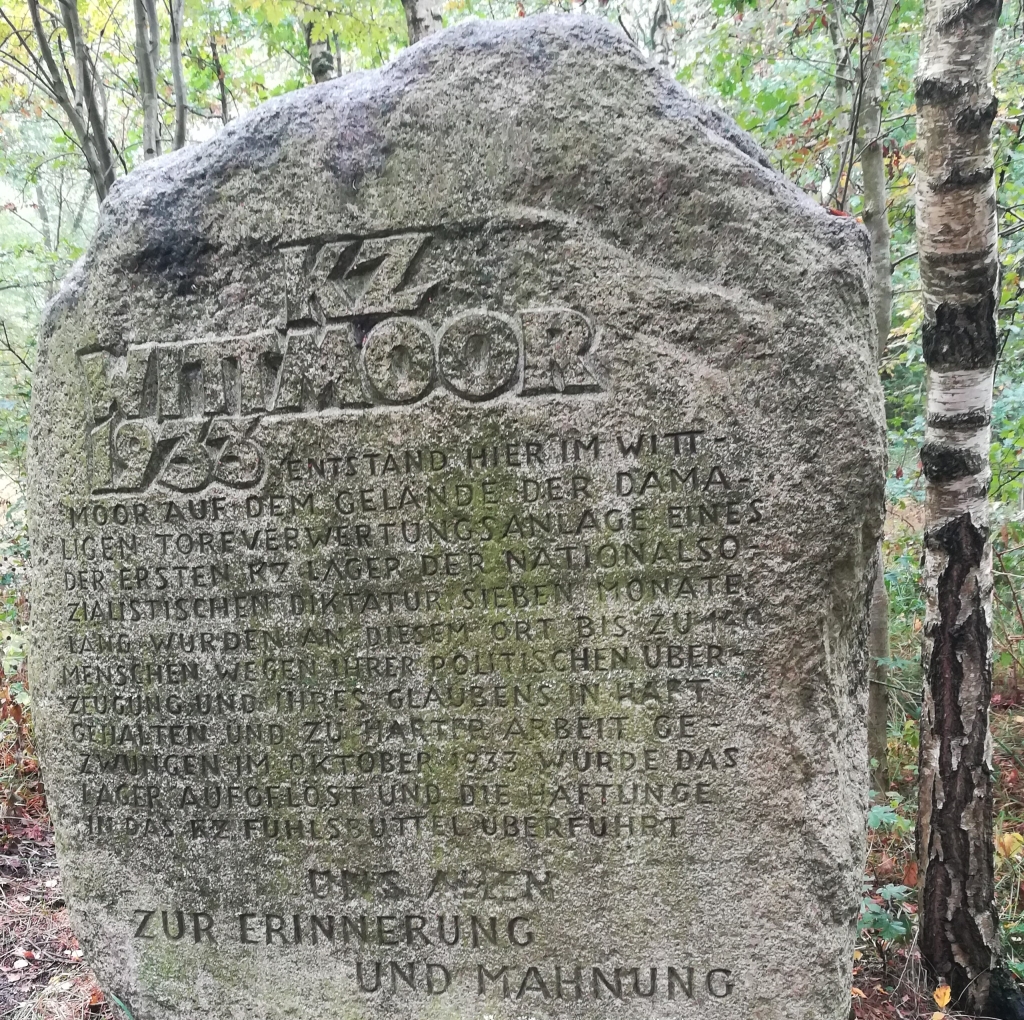 KZ
WITTMOOR
1933 ENTSTAND HIER IM WITT-
MOOR AUF DEM GELÄNDE DER DAMA-
LIGEN TORFVERWERTUNGSANLAGE EINES
DER ERSTEN KZ LAGER DER NATIONALSO-
ZIALISTISCHEN DIKTATUR SIEBEN MONATE
LANG WURDEN AN DIESEM ORT BIS ZU 140
MENSCHEN WEGEN IHRER POLITISCHEN ÜBER-
ZEUGUNG UND IHRES GLAUBENS IN HAFT
GEHALTEN UND ZU HARTER ARBEIT GE-
ZWUNGEN IM OKTOBER 1933 WURDE DAS
LAGER AUFGELÖST UND DIE HÄFTLINGE
IN DAS KZ FUHLSBÜTTEL ÜBERFÜHRT
UNS ALLEN
ZUR ERINNERUNG
UND MAHNUNG